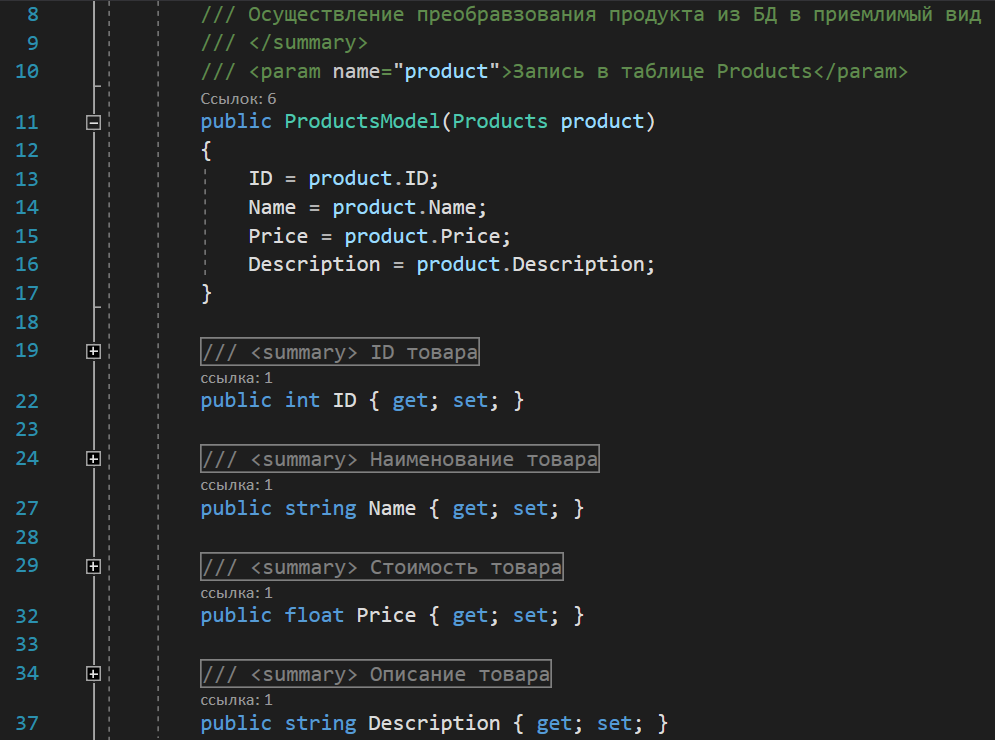 8 /// Осуществление преобравзования продукта из БД в приемлимый вид
9 /// </summary>
10 /// <param name="product">Запись в таблице Products</param>
Ссылок: 6
11 public ProductsModel(Products product)
12 {
13 ID = product.ID;
14 Name = product.Name;
15 Price = product.Price;
16 Description = product.Description;
17 }
18
19 /// <summary> ID товара
ссылка: 1
22 public int ID { get; set; }
23
24 /// <summary> Наименование товара
ссылка: 1
27 public string Name { get; set; }
28
29 /// <summary> Стоимость товара
ссылка: 1
32 public float Price { get; set; }
33
34 /// <summary> Описание товара
ссылка: 1
37 public string Description { get; set; }